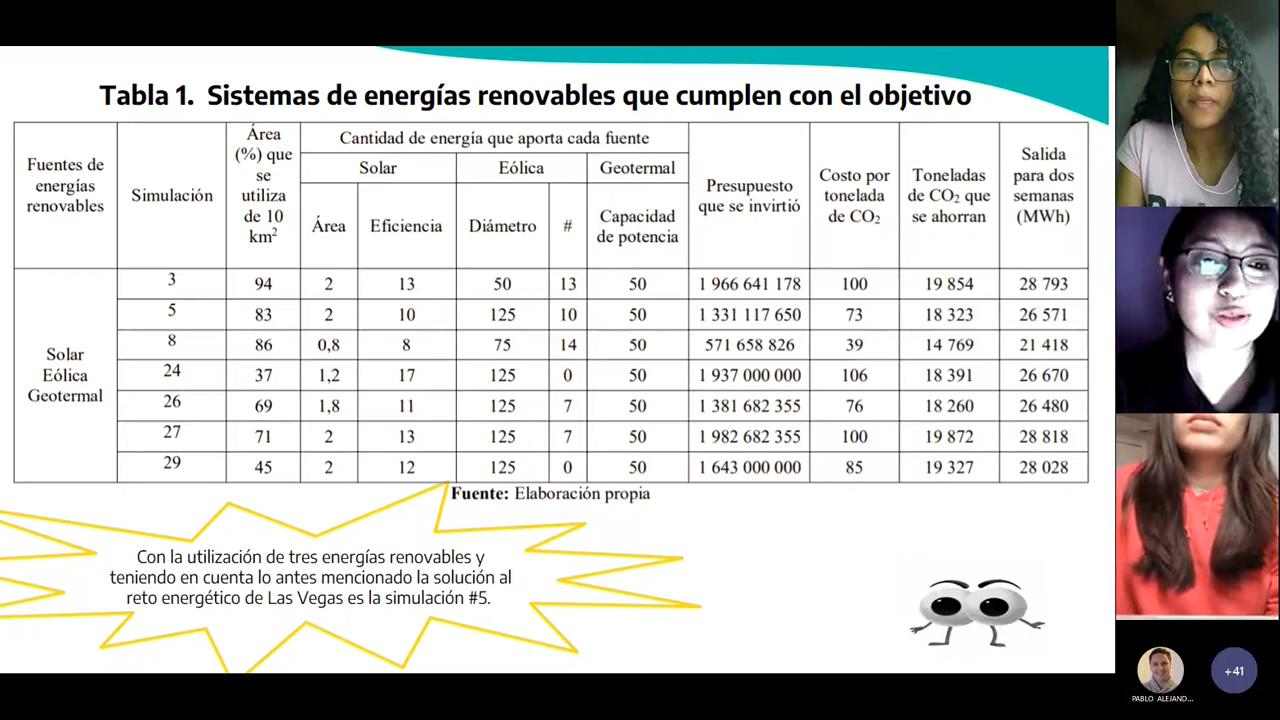 Tabla 1. Sistemas de energías renovables que cumplen con el objetivo
Fuentes de
energías
renovables
Simulación
Área
(%) que
se
utiliza
de 10
km²
Cantidad de energía que aporta cada fuente
Solar
Eólica
Geotermal
Área
Eficiencia
Diámetro
#
Capacidad
de potencia
Presupuesto
que se invirtió
Costo por
tonelada
de CO₂
Toneladas
de CO₂ que
se ahorran
Salida
para dos
semanas
(MWh)
Solar
Eólica
Geotermal
3 94 2 13 50 13 50 1 966 641 178 100 19 854 28 793
5 83 2 10 125 10 50 1 331 117 650 73 18 323 26 571
8 86 0,8 8 75 14 50 571 658 826 39 14 769 21 418
24 37 1,2 17 125 0 50 1 937 000 000 106 18 391 26 670
26 69 1,8 11 125 7 50 1 381 682 355 76 18 260 26 480
27 71 2 13 125 7 50 1 982 682 355 100 19 872 28 818
29 45 2 12 125 0 50 1 643 000 000 85 19 327 28 028
Fuente: Elaboración propia
Con la utilización de tres energías renovables y
teniendo en cuenta lo antes mencionado la solución al
reto energético de Las Vegas es la simulación #5.
PABLO ALEJAND...
+41